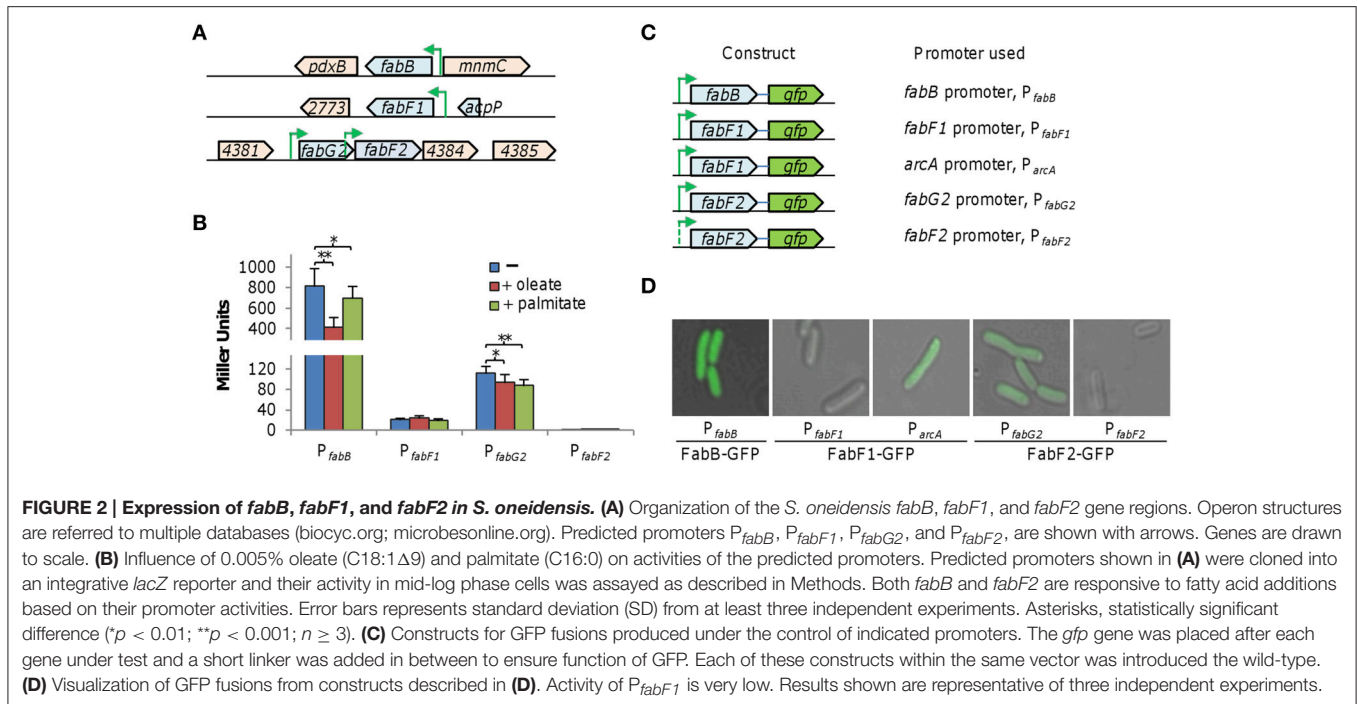 A
pdxB fabB mnmC
2773 fabF1 acpP
4381 fabG2 fabF2 4384 4385
B
Miller Units
1000
800
600
400
120
80
40
0
* **
* **
–
+ oleate
+ palmitate
PfabB PfabF1 PfabG2 PfabF2
C
Construct Promoter used
fabB gfp fabB promoter, PfabB
fabF1 gfp fabF1 promoter, PfabF1
fabF1 gfp arcA promoter, ParcA
fabF2 gfp fabG2 promoter, PfabG2
fabF2 gfp fabF2 promoter, PfabF2
D
PfabB PfabF1 ParcA PfabG2 PfabF2
FabB-GFP FabF1-GFP FabF2-GFP
FIGURE 2 | Expression of fabB, fabF1, and fabF2 in S. oneidensis. (A) Organization of the S. oneidensis fabB, fabF1, and fabF2 gene regions. Operon structures
are referred to multiple databases (biocyc.org; microbesonline.org). Predicted promoters PfabB, PfabF1, PfabG2, and PfabF2, are shown with arrows. Genes are drawn
to scale. (B) Influence of 0.005% oleate (C18:1Δ9) and palmitate (C16:0) on activities of the predicted promoters. Predicted promoters shown in (A) were cloned into
an integrative lacZ reporter and their activity in mid-log phase cells was assayed as described in Methods. Both fabB and fabF2 are responsive to fatty acid additions
based on their promoter activities. Error bars represents standard deviation (SD) from at least three independent experiments. Asterisks, statistically significant
difference (*p < 0.01; **p < 0.001; n ≥ 3). (C) Constructs for GFP fusions produced under the control of indicated promoters. The gfp gene was placed after each
gene under test and a short linker was added in between to ensure function of GFP. Each of these constructs within the same vector was introduced the wild-type.
(D) Visualization of GFP fusions from constructs described in (D). Activity of PfabF1 is very low. Results shown are representative of three independent experiments.